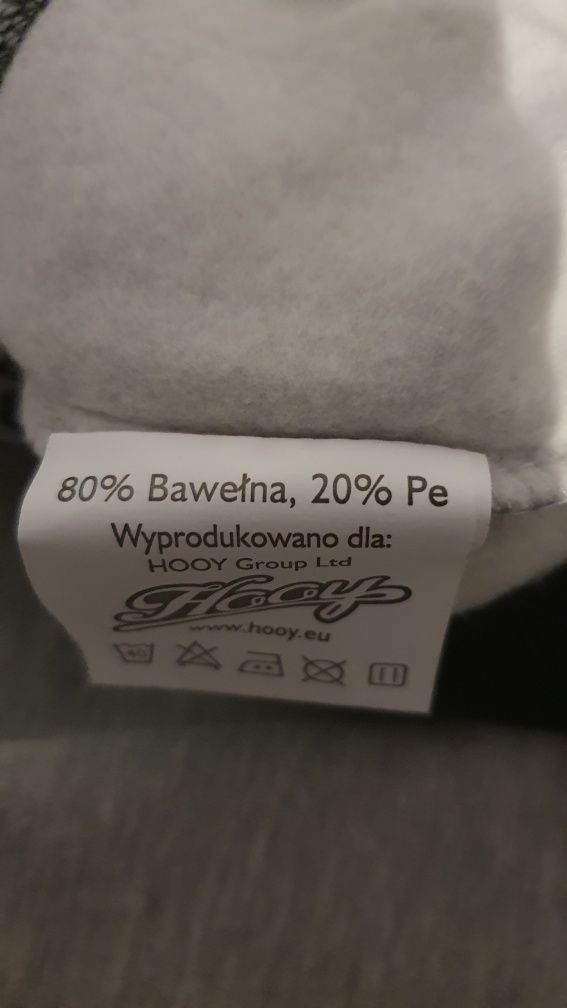 80% Bawełna, 20% Pe
Wyprodukowano dla:
HOOY Group Ltd
Hooy
www.hooy.eu
40